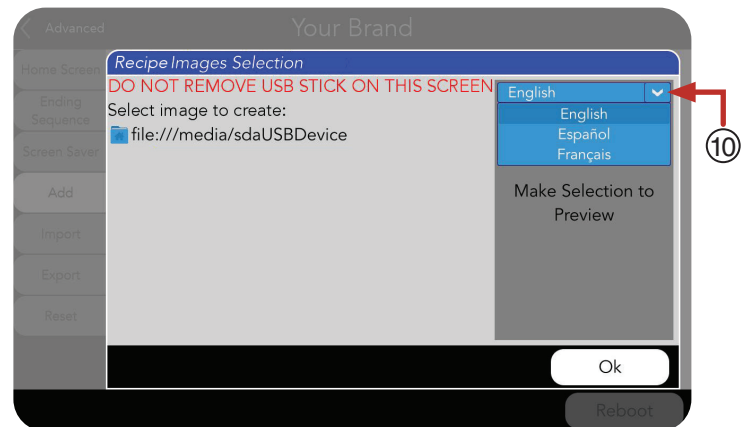 Advanced
Your Brand
Home Screen
Ending
Sequence
Screen Saver
Add
Import
Export
Reset
Recipe Images Selection
DO NOT REMOVE USB STICK ON THIS SCREEN
Select image to create:
file:///media/sdaUSBDevice
English
English
Español
Français
Make Selection to
Preview
Ok
Reboot
⑩